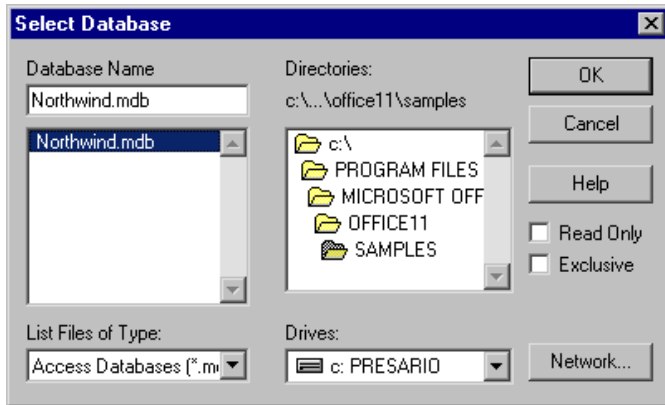 Select Database
Database Name
Northwind.mdb
Northwind.mdb
List Files of Type:
Access Databases (*.m
Directories:
c:\...\office11\samples
c:\
PROGRAM FILES
MICROSOFT OFF
OFFICE11
SAMPLES
Drives:
c: PRESARIO
OK
Cancel
Help
Read Only
Exclusive
Network...